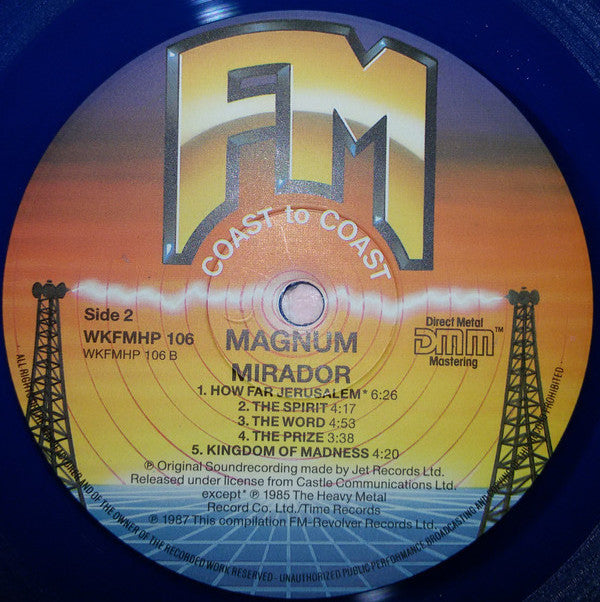 FM
COAST to COAST
Side 2
WKFMHP 106
WKFMHP 106 B
Direct Metal
DMM™
Mastering
MAGNUM
MIRADOR
1. HOW FAR JERUSALEM* 6:26
2. THE SPIRIT 4:17
3. THE WORD 4:53
4. THE PRIZE 3:38
5. KINGDOM OF MADNESS 4:20
℗ Original Soundrecording made by Jet Records Ltd.
Released under license from Castle Communications Ltd.
except* ℗ 1985 The Heavy Metal
Record Co. Ltd./Time Records
℗ 1987 This compilation FM-Revolver Records Ltd.
OF THE OWNER OF THE RECORDED WORK RESERVED - UNAUTHORIZED PUBLIC PERFORMANCE BROADCASTING AND PROHIBITED